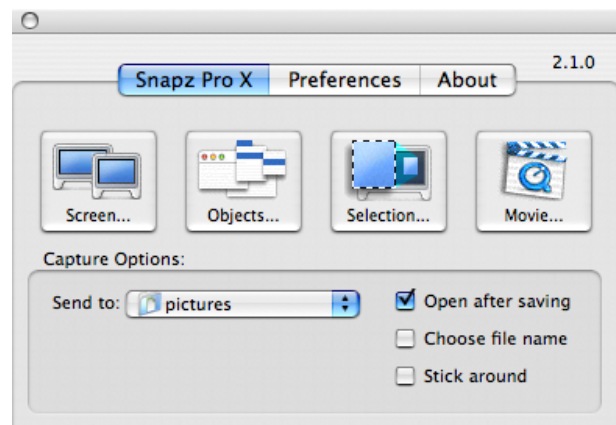 2.1.0
Snapz Pro X Preferences About
Screen... Objects... Selection... Movie...
Capture Options:
Send to: pictures
Open after saving
Choose file name
Stick around